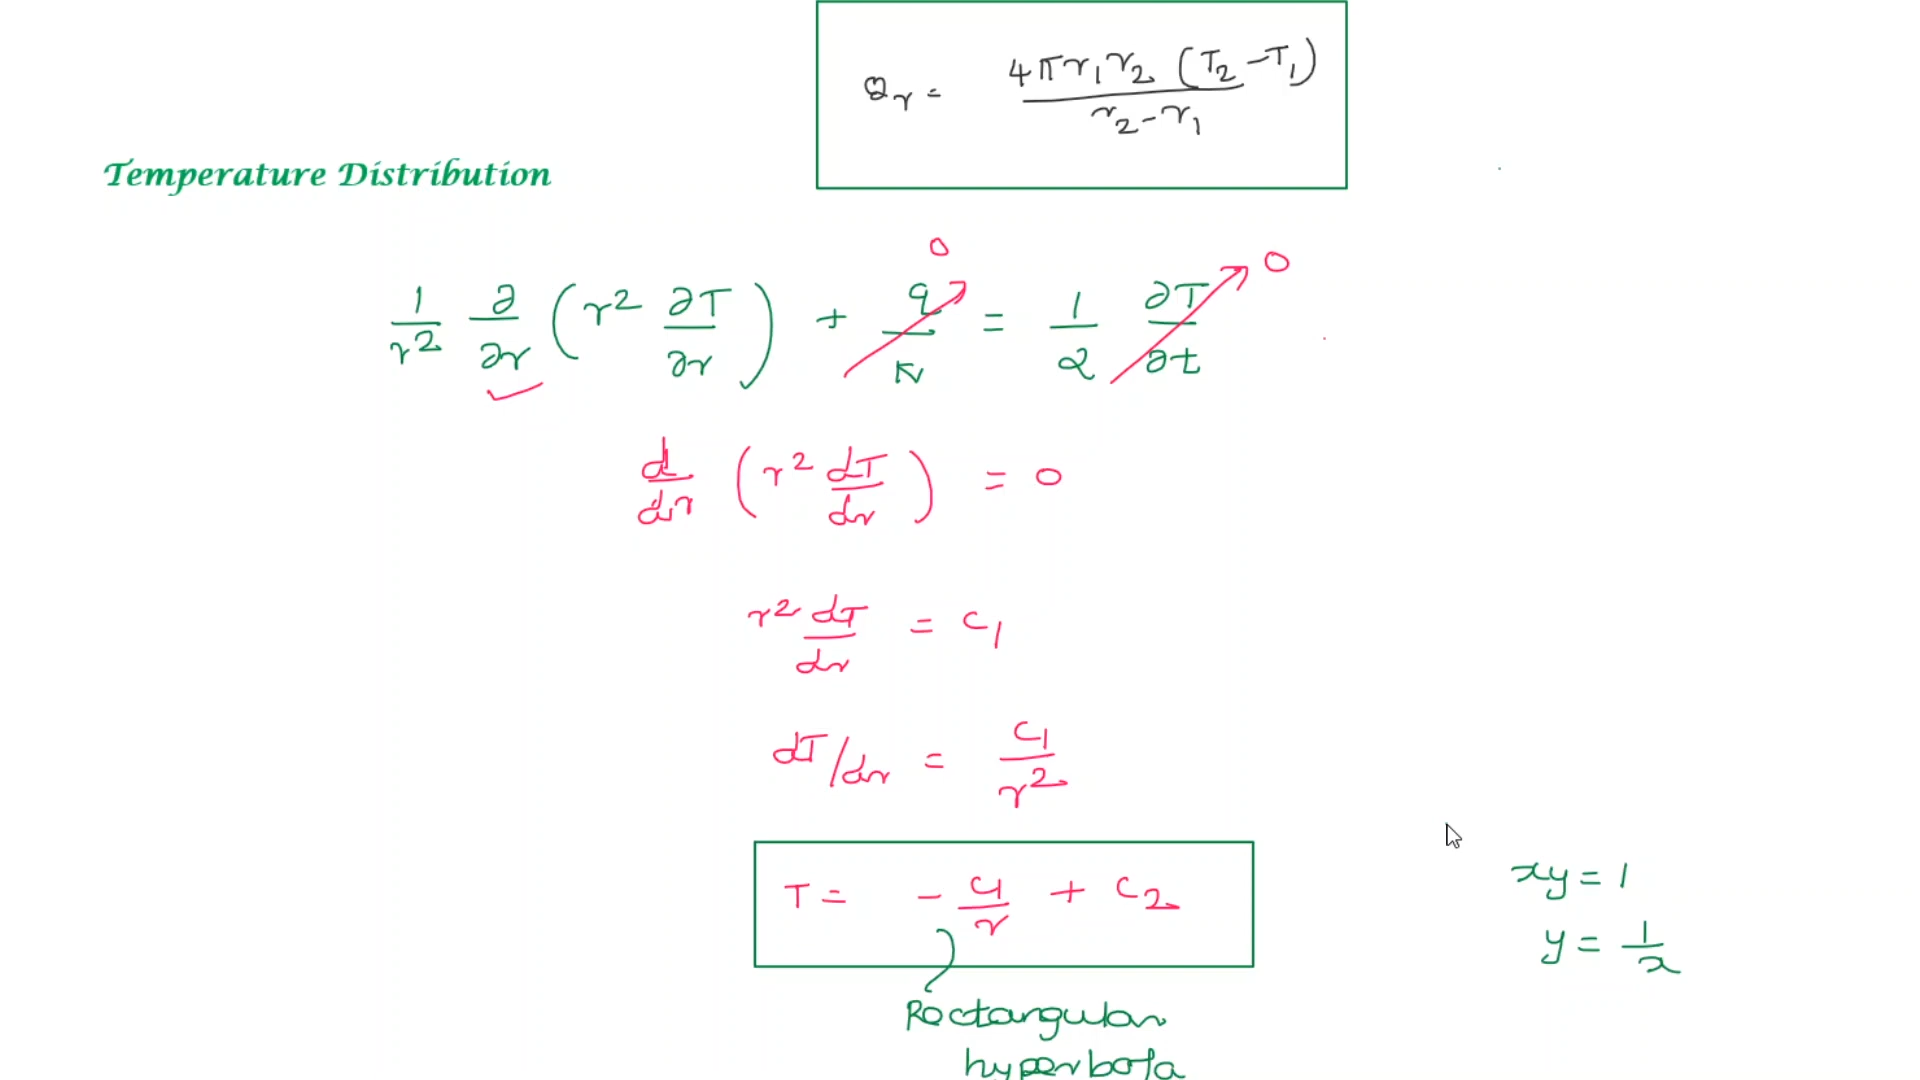 Qr = 4πr₁r₂ (T₂-T₁) / r₂-r₁
Temperature Distribution
1/r² ∂/∂r (r² ∂T/∂r) + q/K = 1/α ∂T/∂t
0
0
d/dr (r² dT/dr) = 0
r² dT/dr = C₁
dT/dr = C₁/r²
T = - C₁/r + C₂
Rectangular
hyperbola
xy = 1
y = 1/x